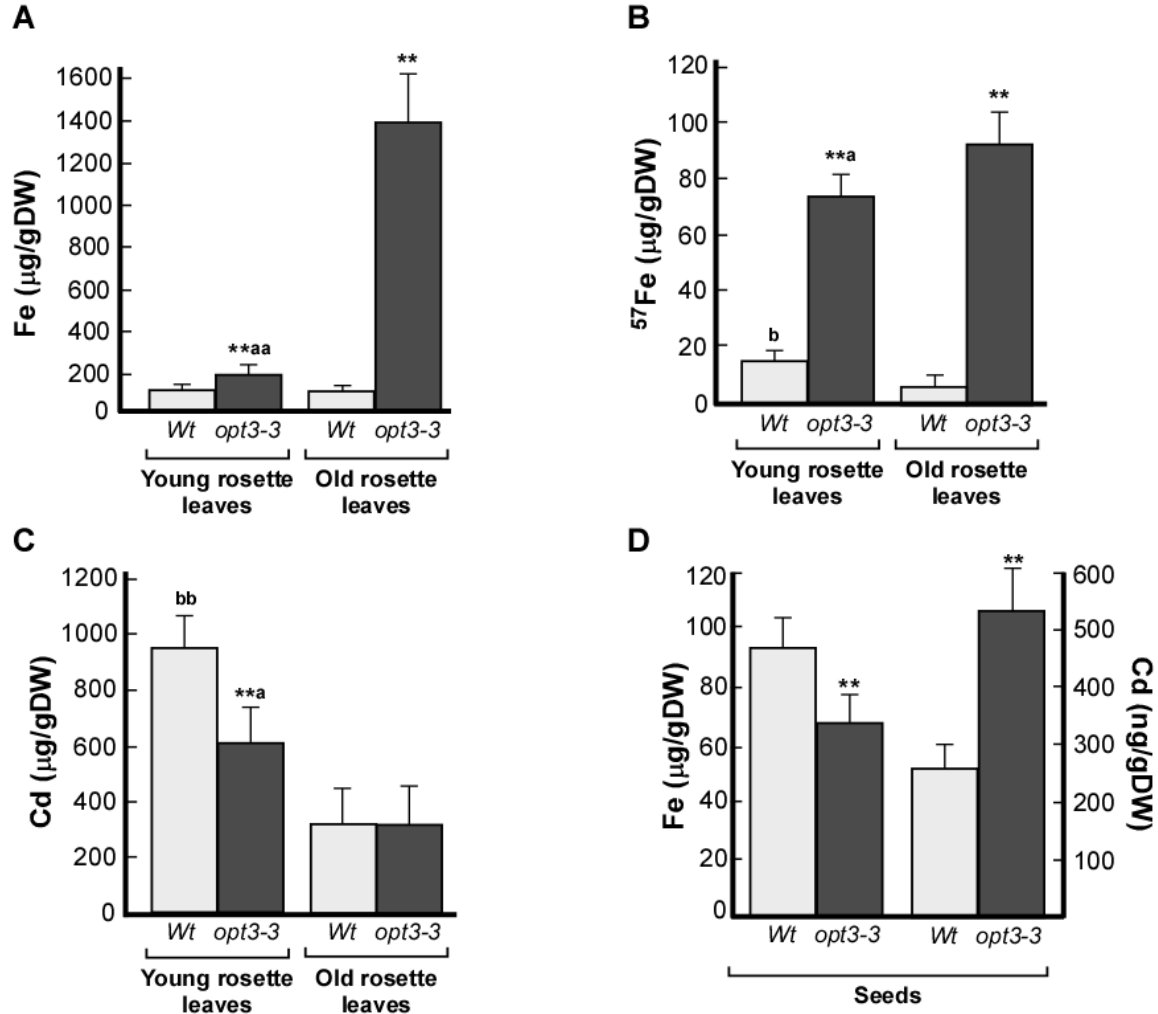 A
Fe (μg/gDW)
1600
1400
1200
1000
800
600
400
200
0
**aa
**
Wt opt3-3 Wt opt3-3
Young rosette leaves
Old rosette leaves
B
⁵⁷Fe (μg/gDW)
120
100
80
60
40
20
0
b
**a
**
Wt opt3-3 Wt opt3-3
Young rosette leaves
Old rosette leaves
C
Cd (μg/gDW)
1200
1000
800
600
400
200
0
bb
**a
Wt opt3-3 Wt opt3-3
Young rosette leaves
Old rosette leaves
D
Fe (μg/gDW)
120
100
80
60
40
20
0
**
**
600
500
400
300
200
100
Cd (ng/gDW)
Wt opt3-3 Wt opt3-3
Seeds